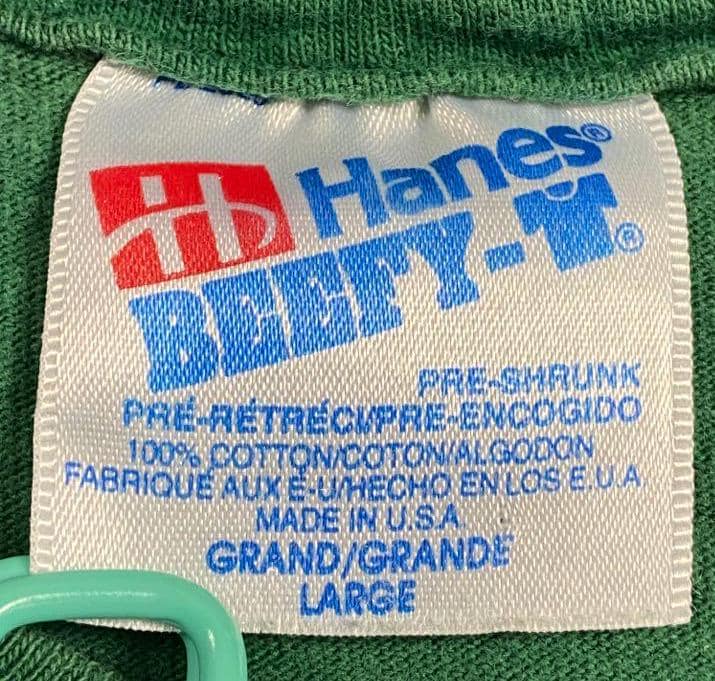 Hanes®
BEEFY-T®
PRE-SHRUNK
PRÉ-RÉTRÉCI/PRE-ENCOGIDO
100% COTTON/COTON/ALGODON
FABRIQUÉ AUX É-U/HECHO EN LOS E.U.A.
MADE IN U.S.A.
GRAND/GRANDE
LARGE